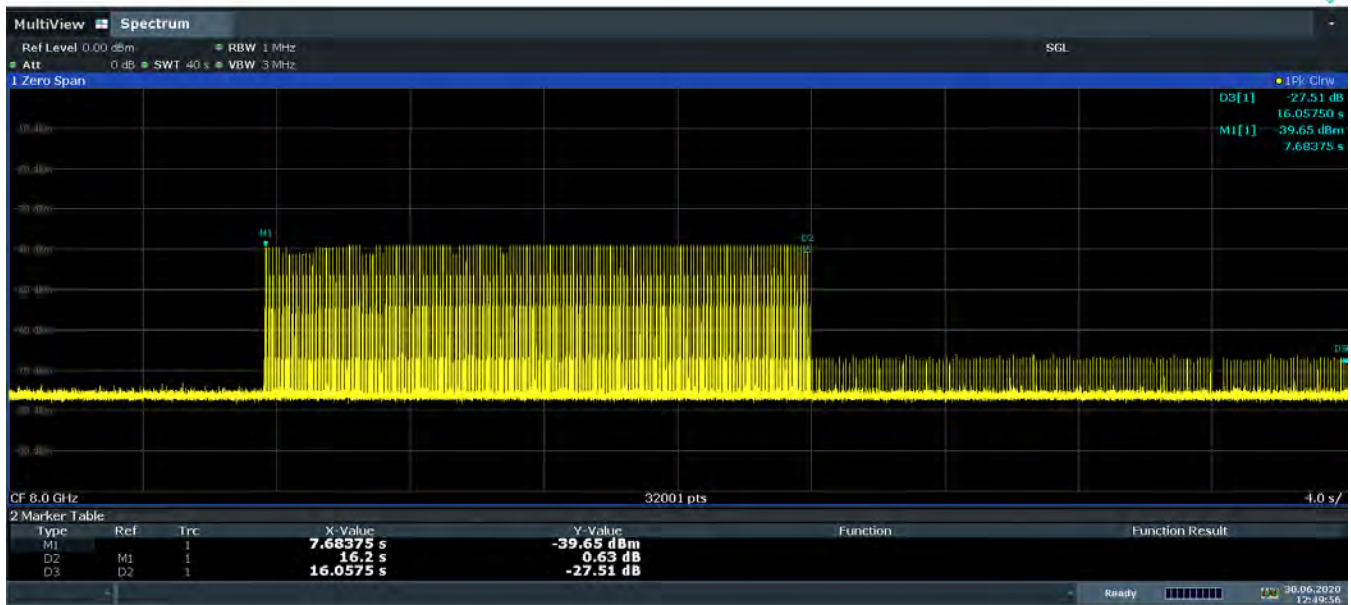 MultiView Spectrum
Ref Level 0.00 dBm RBW 1 MHz SGL
Att 0 dB SWT 40 s VBW 3 MHz
1 Zero Span 1Pk Clrw
D3[1] -27.51 dB
16.05750 s
M1[1] -39.65 dBm
7.68375 s
M1
D2
D3
CF 8.0 GHz 32001 pts 4.0 s/
2 Marker Table
Type Ref Trc X-Value Y-Value Function Function Result
M1 1 7.68375 s -39.65 dBm
D2 M1 1 16.2 s 0.63 dB
D3 D2 1 16.0575 s -27.51 dB
Ready 30.06.2020
12:49:56